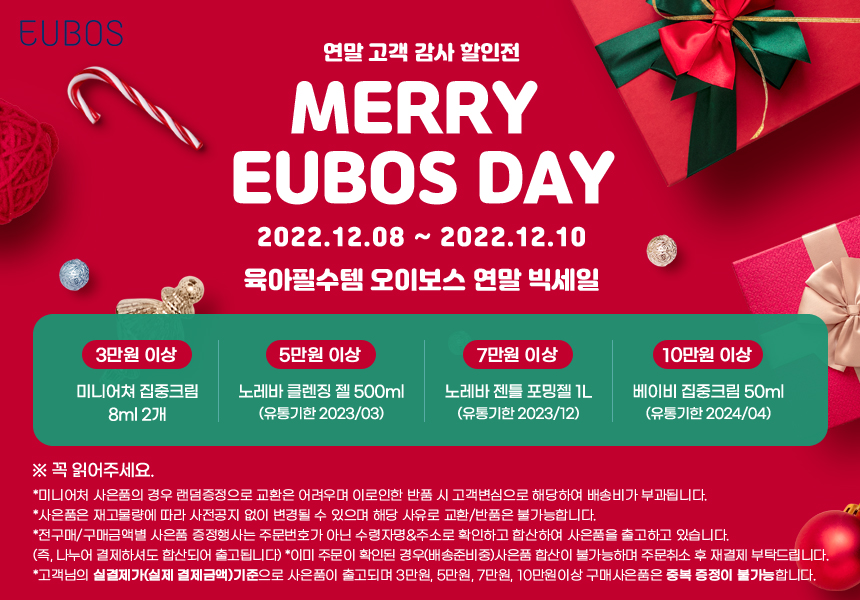 EUBOS
연말 고객 감사 할인전
MERRY
EUBOS DAY
2022.12.08 ~ 2022.12.10
육아필수템 오이보스 연말 빅세일
3만원 이상
미니어쳐 집중크림
8ml 2개
5만원 이상
노레바 클렌징 젤 500ml
(유통기한 2023/03)
7만원 이상
노레바 젠틀 포밍젤 1L
(유통기한 2023/12)
10만원 이상
베이비 집중크림 50ml
(유통기한 2024/04)
※ 꼭 읽어주세요.
*미니어처 사은품의 경우 랜덤증정으로 교환은 어려우며 이로인한 반품 시 고객변심으로 해당하여 배송비가 부과됩니다.
*사은품은 재고물량에 따라 사전공지 없이 변경될 수 있으며 해당 사유로 교환/반품은 불가능합니다.
*전구매/구매금액별 사은품 증정행사는 주문번호가 아닌 수령자명&주소로 확인하고 합산하여 사은품을 출고하고 있습니다.
(즉, 나누어 결제하셔도 합산되어 출고됩니다) *이미 주문이 확인된 경우(배송준비중)사은품 합산이 불가능하며 주문취소 후 재결제 부탁드립니다.
*고객님의 실결제가(실제 결제금액)기준으로 사은품이 출고되며 3만원, 5만원, 7만원, 10만원이상 구매사은품은 중복 증정이 불가능합니다.